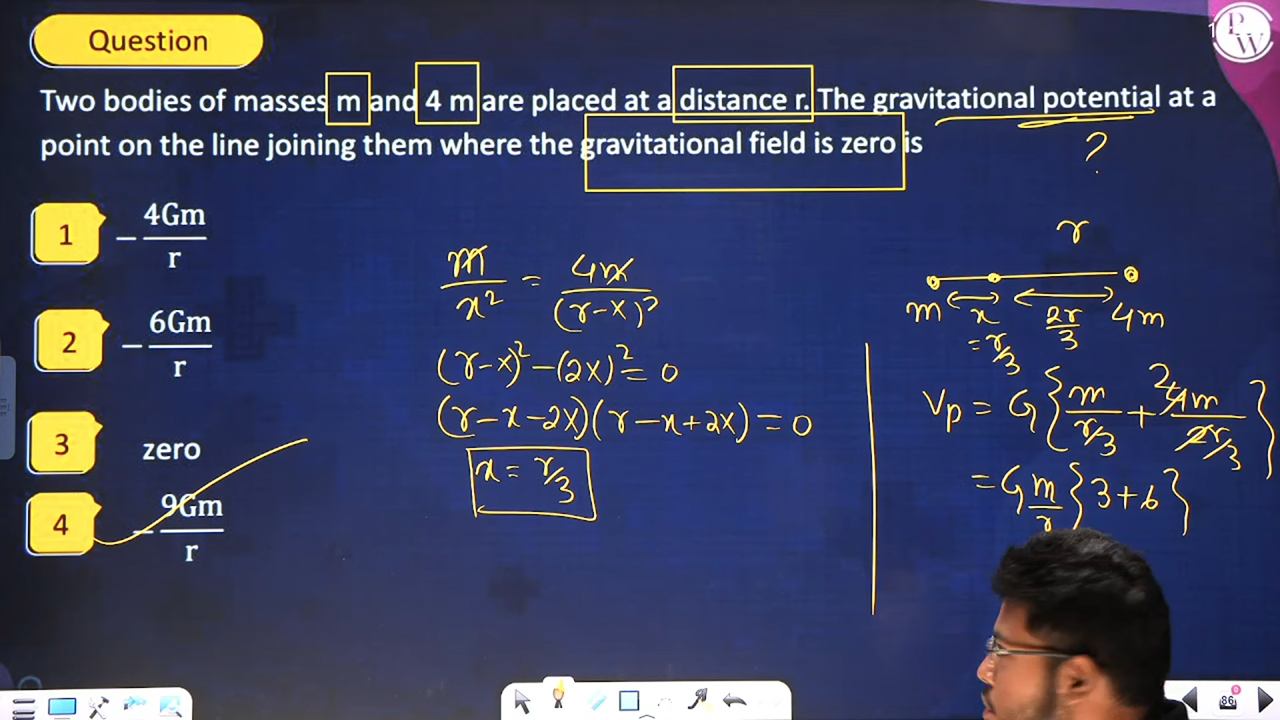 Question
PW
Two bodies of masses m and 4 m are placed at a distance r. The gravitational potential at a
point on the line joining them where the gravitational field is zero is
?
1
− 4Gm / r
2
− 6Gm / r
3
zero
4
− 9Gm / r
m / x² = 4m / (r-x)²
(r-x)² - (2x)² = 0
(r-x-2x)(r-x+2x) = 0
x = r/3
r
m x 2r/3 4m
= r/3
Vp = G { m / r/3 + 2 4m / 2r/3 }
= G m/r { 3+6 }
86